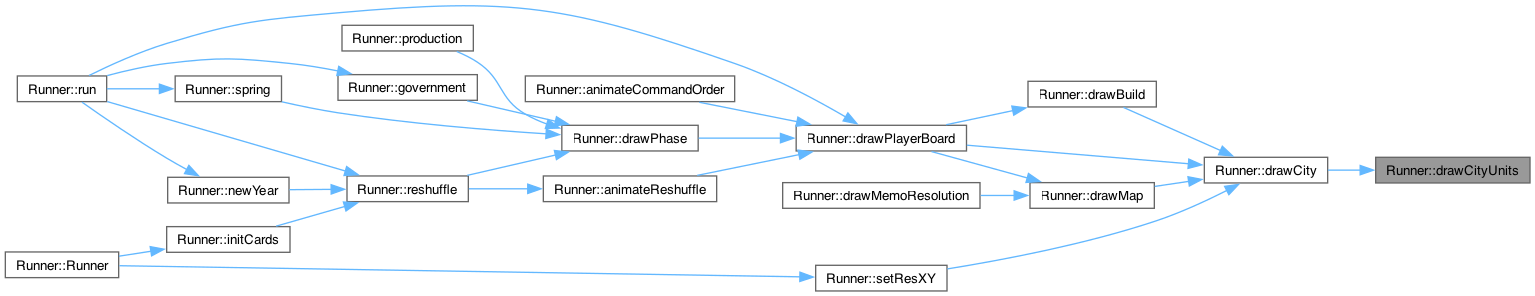 Runner::production
Runner::run
Runner::spring
Runner::government
Runner::animateCommandOrder
Runner::drawBuild
Runner::drawPhase
Runner::drawPlayerBoard
Runner::drawCity
Runner::drawCityUnits
Runner::newYear
Runner::reshuffle
Runner::animateReshuffle
Runner::drawMemoResolution
Runner::drawMap
Runner::initCards
Runner::Runner
Runner::setResXY